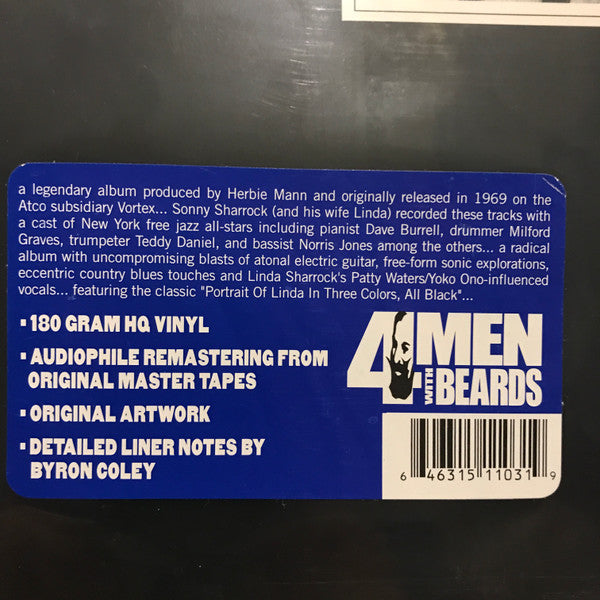 a legendary album produced by Herbie Mann and originally released in 1969 on the
Atco subsidiary Vortex... Sonny Sharrock (and his wife Linda) recorded these tracks with
a cast of New York free jazz all-stars including pianist Dave Burrell, drummer Milford
Graves, trumpeter Teddy Daniel, and bassist Norris Jones among the others... a radical
album with uncompromising blasts of atonal electric guitar, free-form sonic explorations,
eccentric country blues touches and Linda Sharrock's Patty Waters/Yoko Ono-influenced
vocals... featuring the classic "Portrait Of Linda In Three Colors, All Black"...
▪ 180 GRAM HQ VINYL
▪ AUDIOPHILE REMASTERING FROM
ORIGINAL MASTER TAPES
▪ ORIGINAL ARTWORK
▪ DETAILED LINER NOTES BY
BYRON COLEY
4 MEN
WITH BEARDS
6 46315 11031 9